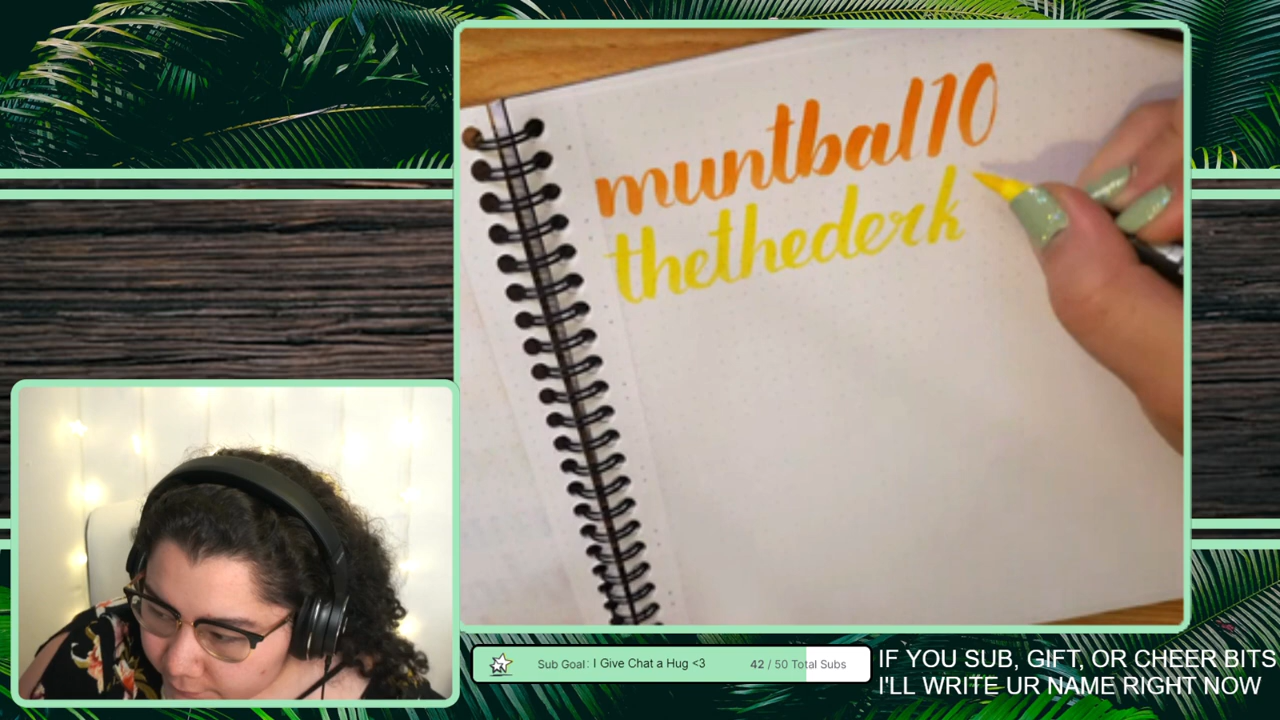 muntbal10
thethederk
Sub Goal: I Give Chat a Hug <3 42 / 50 Total Subs
IF YOU SUB, GIFT, OR CHEER BITS
I'LL WRITE UR NAME RIGHT NOW